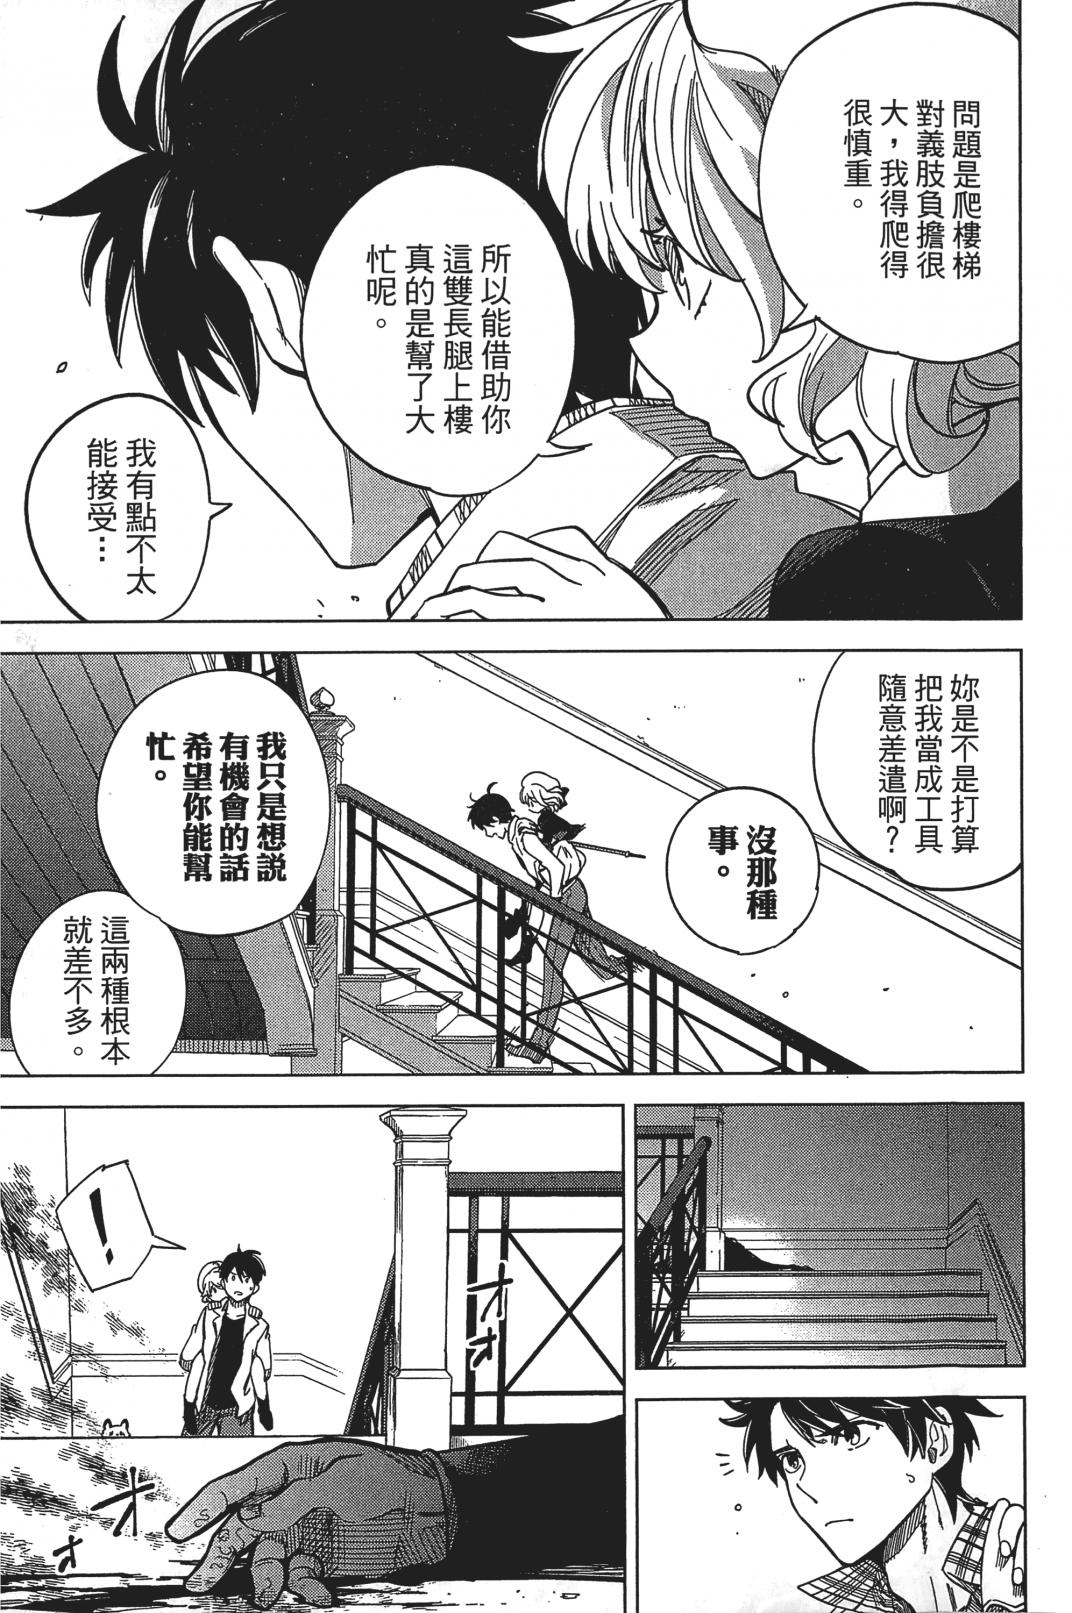 問題是爬樓梯
對義肢負擔很
大，我得爬得
很慎重。
所以能借助你
這雙長腿上樓
真的是幫了大
忙呢。
我有點不太
能接受…
妳是不是打算
把我當成工具
隨意差遣啊？
沒那種
事。
我只是想說
有機會的話
希望你能幫
忙。
這兩種根本
就差不多。
！
オ
オ
オ
オ